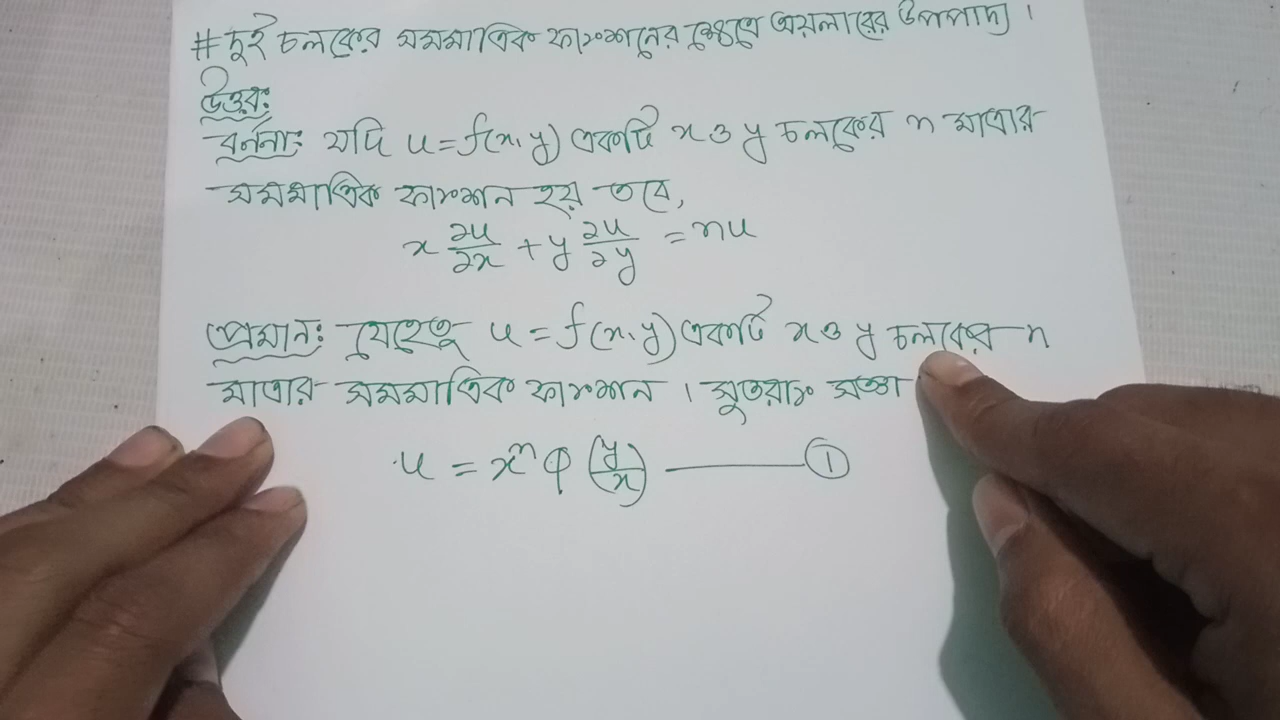 # দুই চলকের সমমাত্রিক ফাংশনের ক্ষেত্রে অয়লারের উপপাদ্য।
উত্তর:
বর্ননা: যদি u = f(x, y) একটি x ও y চলকের n মাত্রার
সমমাত্রিক ফাংশন হয় তবে,
x ∂u/∂x + y ∂u/∂y = nu
প্রমান: যেহেতু u = f(x, y) একটি x ও y চলকের n
মাত্রার সমমাত্রিক ফাংশন। সুতরাং
u = xⁿ φ(y/x) ——— ①